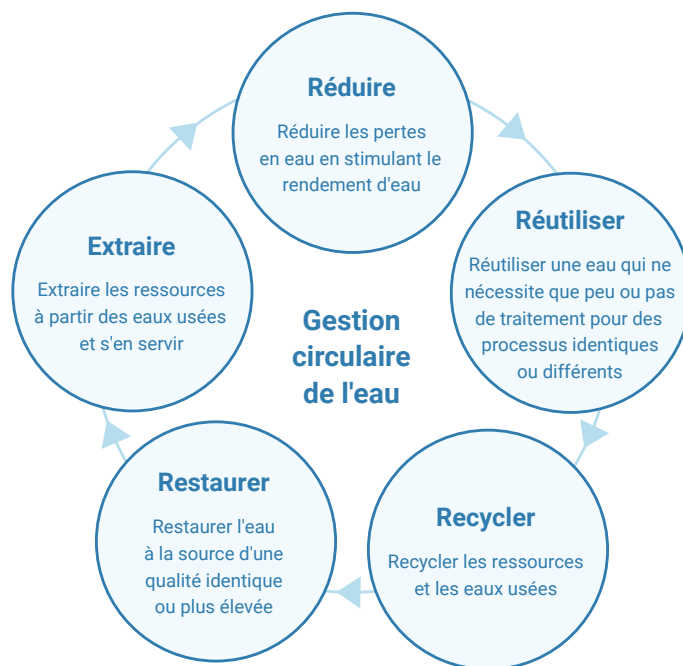 Réduire
Réduire les pertes
en eau en stimulant le
rendement d'eau
Réutiliser
Réutiliser une eau qui ne
nécessite que peu ou pas
de traitement pour des
processus identiques
ou différents
Recycler
Recycler les ressources
et les eaux usées
Restaurer
Restaurer l'eau
à la source d'une
qualité identique
ou plus élevée
Extraire
Extraire les ressources
à partir des eaux usées
et s'en servir
Gestion
circulaire
de l'eau